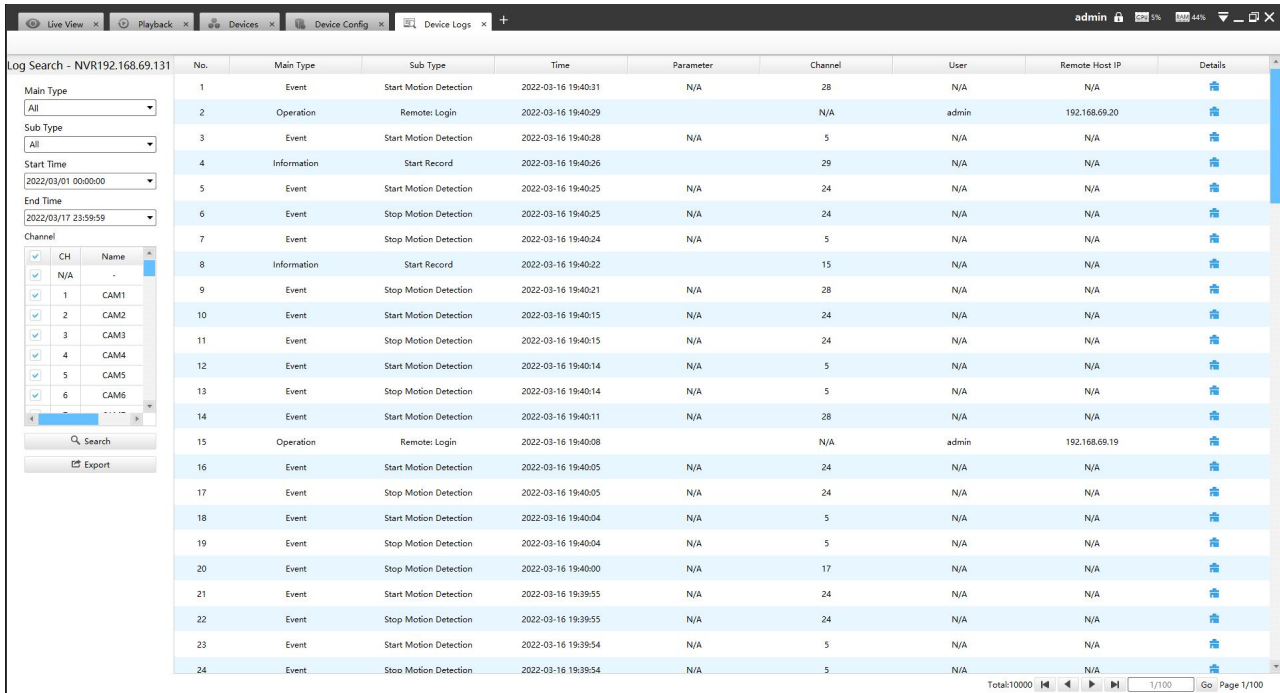 Live View × Playback × Devices × Device Config × Device Logs × + admin CPU 5% RAM 44%
Log Search - NVR192.168.69.131
Main Type
All
Sub Type
All
Start Time
2022/03/01 00:00:00
End Time
2022/03/17 23:59:59
Channel
CH Name
N/A -
1 CAM1
2 CAM2
3 CAM3
4 CAM4
5 CAM5
6 CAM6
Search
Export
No. Main Type Sub Type Time Parameter Channel User Remote Host IP Details
1 Event Start Motion Detection 2022-03-16 19:40:31 N/A 28 N/A N/A
2 Operation Remote: Login 2022-03-16 19:40:29 N/A admin 192.168.69.20
3 Event Start Motion Detection 2022-03-16 19:40:28 N/A 5 N/A N/A
4 Information Start Record 2022-03-16 19:40:26 29 N/A N/A
5 Event Start Motion Detection 2022-03-16 19:40:25 N/A 24 N/A N/A
6 Event Stop Motion Detection 2022-03-16 19:40:25 N/A 24 N/A N/A
7 Event Stop Motion Detection 2022-03-16 19:40:24 N/A 5 N/A N/A
8 Information Start Record 2022-03-16 19:40:22 15 N/A N/A
9 Event Stop Motion Detection 2022-03-16 19:40:21 N/A 28 N/A N/A
10 Event Start Motion Detection 2022-03-16 19:40:15 N/A 24 N/A N/A
11 Event Stop Motion Detection 2022-03-16 19:40:15 N/A 24 N/A N/A
12 Event Start Motion Detection 2022-03-16 19:40:14 N/A 5 N/A N/A
13 Event Stop Motion Detection 2022-03-16 19:40:14 N/A 5 N/A N/A
14 Event Start Motion Detection 2022-03-16 19:40:11 N/A 28 N/A N/A
15 Operation Remote: Login 2022-03-16 19:40:08 N/A admin 192.168.69.19
16 Event Start Motion Detection 2022-03-16 19:40:05 N/A 24 N/A N/A
17 Event Stop Motion Detection 2022-03-16 19:40:05 N/A 24 N/A N/A
18 Event Start Motion Detection 2022-03-16 19:40:04 N/A 5 N/A N/A
19 Event Stop Motion Detection 2022-03-16 19:40:04 N/A 5 N/A N/A
20 Event Stop Motion Detection 2022-03-16 19:40:00 N/A 17 N/A N/A
21 Event Start Motion Detection 2022-03-16 19:39:55 N/A 24 N/A N/A
22 Event Stop Motion Detection 2022-03-16 19:39:55 N/A 24 N/A N/A
23 Event Start Motion Detection 2022-03-16 19:39:54 N/A 5 N/A N/A
24 Event Stop Motion Detection 2022-03-16 19:39:54 N/A 5 N/A N/A
Total:10000 1/100 Go Page 1/100